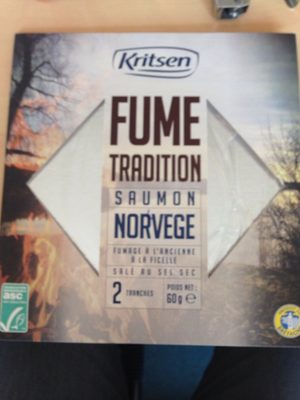 Kritsen
FUME
TRADITION
SAUMON
NORVEGE
FUMAGE À L'ANCIENNE
À LA FICELLE
SALÉ AU SEL SEC
2 TRANCHES
POIDS NET :
60g e
asc